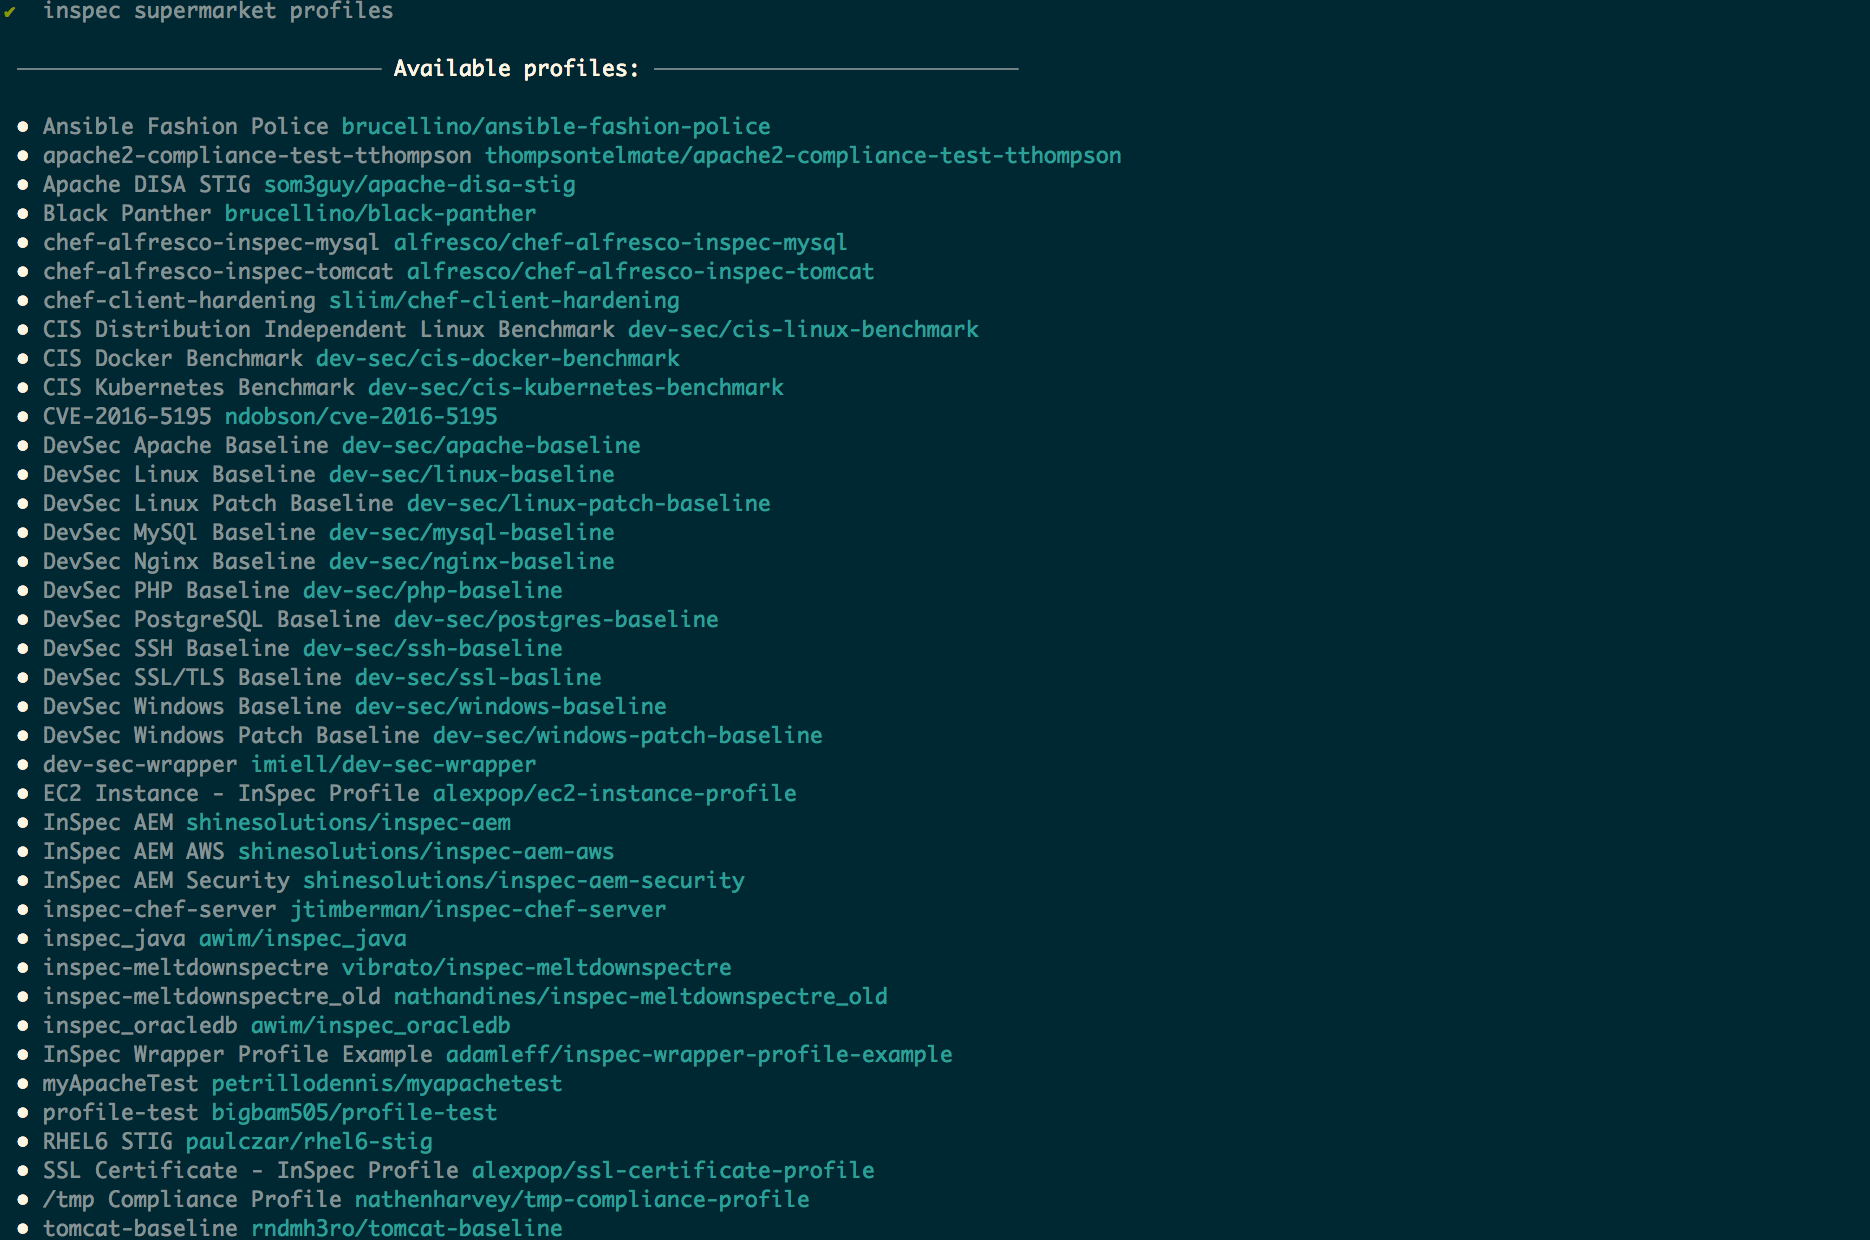 ✔ inspec supermarket profiles
Available profiles:
● Ansible Fashion Police brucellino/ansible-fashion-police
● apache2-compliance-test-tthompson thompsontelmate/apache2-compliance-test-tthompson
● Apache DISA STIG som3guy/apache-disa-stig
● Black Panther brucellino/black-panther
● chef-alfresco-inspec-mysql alfresco/chef-alfresco-inspec-mysql
● chef-alfresco-inspec-tomcat alfresco/chef-alfresco-inspec-tomcat
● chef-client-hardening sliim/chef-client-hardening
● CIS Distribution Independent Linux Benchmark dev-sec/cis-linux-benchmark
● CIS Docker Benchmark dev-sec/cis-docker-benchmark
● CIS Kubernetes Benchmark dev-sec/cis-kubernetes-benchmark
● CVE-2016-5195 ndobson/cve-2016-5195
● DevSec Apache Baseline dev-sec/apache-baseline
● DevSec Linux Baseline dev-sec/linux-baseline
● DevSec Linux Patch Baseline dev-sec/linux-patch-baseline
● DevSec MySQl Baseline dev-sec/mysql-baseline
● DevSec Nginx Baseline dev-sec/nginx-baseline
● DevSec PHP Baseline dev-sec/php-baseline
● DevSec PostgreSQL Baseline dev-sec/postgres-baseline
● DevSec SSH Baseline dev-sec/ssh-baseline
● DevSec SSL/TLS Baseline dev-sec/ssl-basline
● DevSec Windows Baseline dev-sec/windows-baseline
● DevSec Windows Patch Baseline dev-sec/windows-patch-baseline
● dev-sec-wrapper imiell/dev-sec-wrapper
● EC2 Instance - InSpec Profile alexpop/ec2-instance-profile
● InSpec AEM shinesolutions/inspec-aem
● InSpec AEM AWS shinesolutions/inspec-aem-aws
● InSpec AEM Security shinesolutions/inspec-aem-security
● inspec-chef-server jtimberman/inspec-chef-server
● inspec_java awim/inspec_java
● inspec-meltdownspectre vibrato/inspec-meltdownspectre
● inspec-meltdownspectre_old nathandines/inspec-meltdownspectre_old
● inspec_oracledb awim/inspec_oracledb
● InSpec Wrapper Profile Example adamleff/inspec-wrapper-profile-example
● myApacheTest petrillodennis/myapachetest
● profile-test bigbam505/profile-test
● RHEL6 STIG paulczar/rhel6-stig
● SSL Certificate - InSpec Profile alexpop/ssl-certificate-profile
● /tmp Compliance Profile nathenharvey/tmp-compliance-profile
● tomcat-baseline rndmh3ro/tomcat-baseline